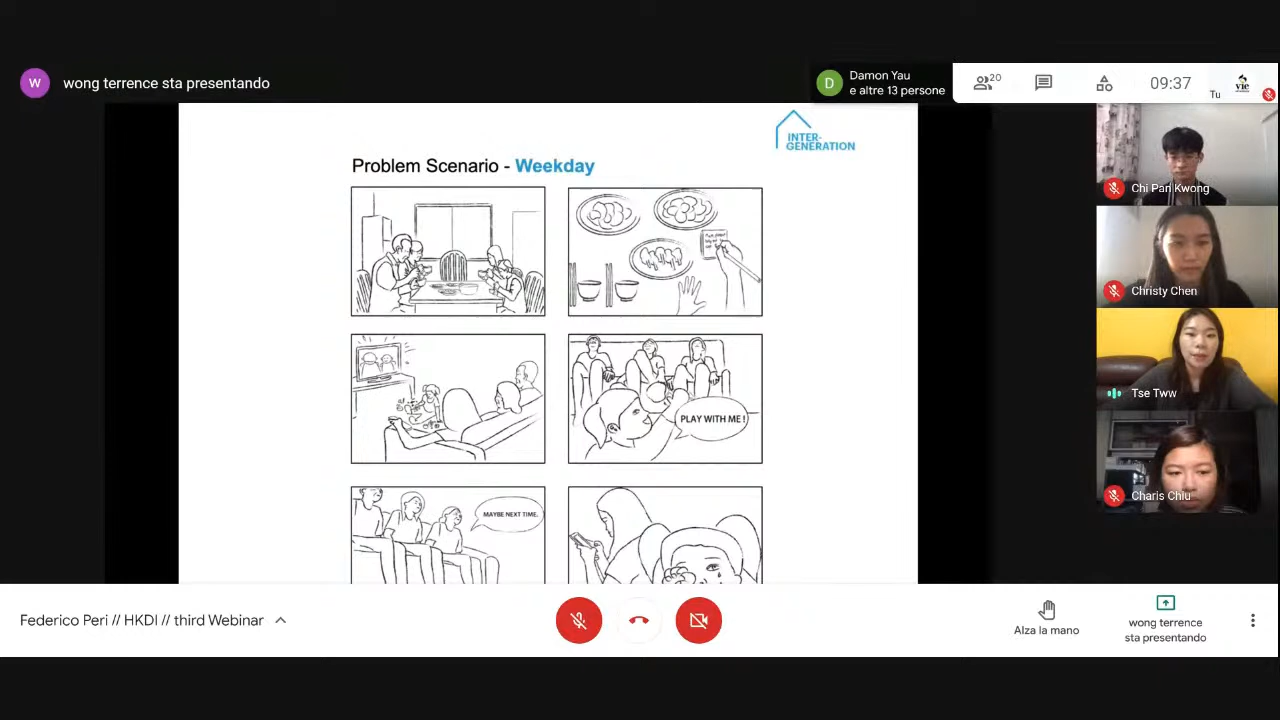 W
wong terrence sta presentando
D
Damon Yau
e altre 13 persone
20
09:37
Tu
vie
INTER-
GENERATION
Problem Scenario - Weekday
PLAY WITH ME !
MAYBE NEXT TIME.
Chi Pan Kwong
Christy Chen
Tse Tww
Charis Chiu
Federico Peri // HKDI // third Webinar
Alza la mano
wong terrence
sta presentando